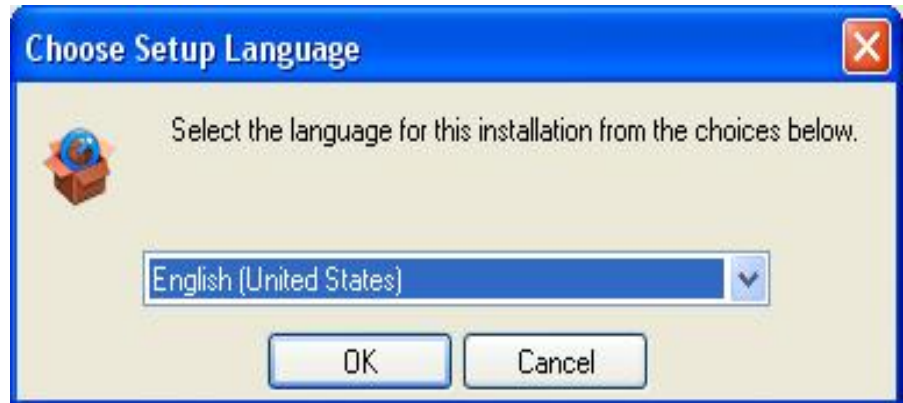 Choose Setup Language
Select the language for this installation from the choices below.
English (United States)
OK
Cancel